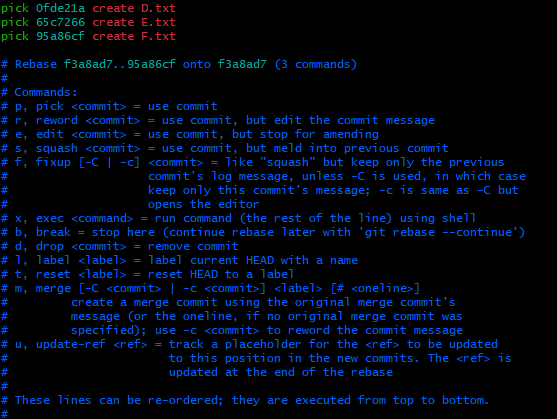 pick 0fde21a create D.txt
pick 65c7266 create E.txt
pick 95a86cf create F.txt

# Rebase f3a8ad7..95a86cf onto f3a8ad7 (3 commands)
#
# Commands:
# p, pick <commit> = use commit
# r, reword <commit> = use commit, but edit the commit message
# e, edit <commit> = use commit, but stop for amending
# s, squash <commit> = use commit, but meld into previous commit
# f, fixup [-C | -c] <commit> = like "squash" but keep only the previous
#                    commit's log message, unless -C is used, in which case
#                    keep only this commit's message; -c is same as -C but
#                    opens the editor
# x, exec <command> = run command (the rest of the line) using shell
# b, break = stop here (continue rebase later with 'git rebase --continue')
# d, drop <commit> = remove commit
# l, label <label> = label current HEAD with a name
# t, reset <label> = reset HEAD to a label
# m, merge [-C <commit> | -c <commit>] <label> [# <oneline>]
#         create a merge commit using the original merge commit's
#         message (or the oneline, if no original merge commit was
#         specified); use -c <commit> to reword the commit message
# u, update-ref <ref> = track a placeholder for the <ref> to be updated
#                       to this position in the new commits. The <ref> is
#                       updated at the end of the rebase
#
# These lines can be re-ordered; they are executed from top to bottom.
#